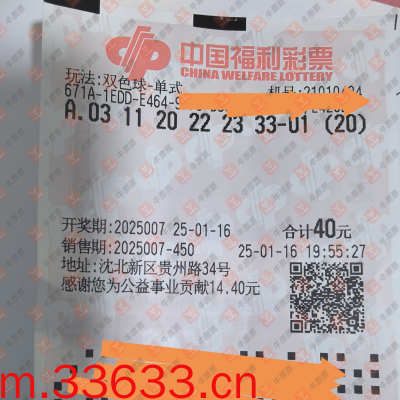 中国福利彩票
CHINA WELFARE LOTTERY
玩法:双色球-单式
671A-1EDD-E464-
A.03 11 20 22 23 33-01 (20)
开奖期:2025007 25-01-16 合计40元
销售期:2025007-450 25-01-16 19:55:27
地址:沈北新区贵州路34号
感谢您为公益事业贡献14.40元
m.33633.cn